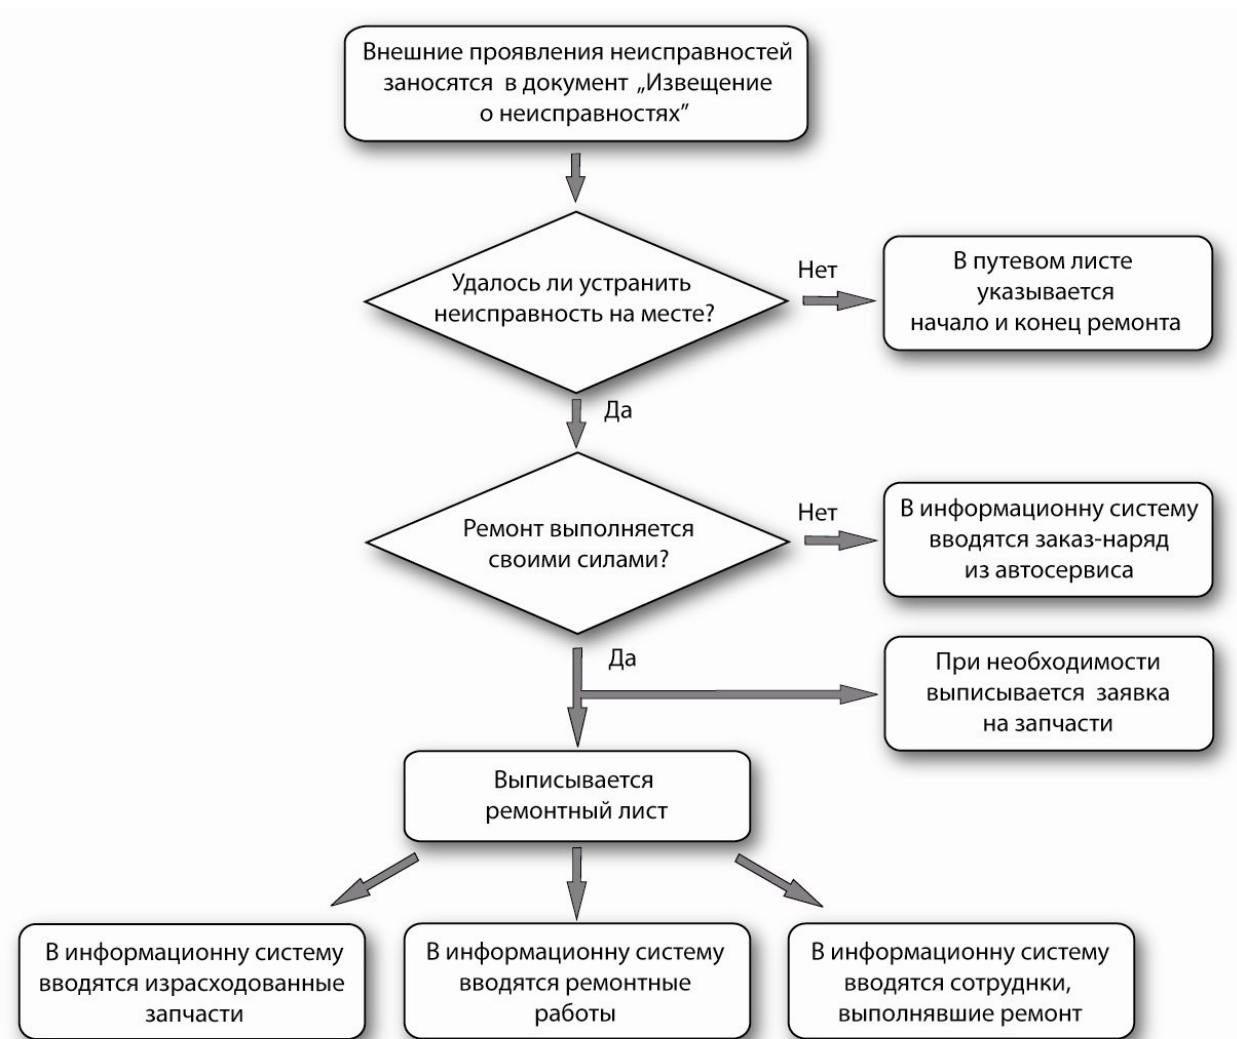 Внешние проявления неисправностей
заносятся в документ „Извещение
о неисправностях”
Удалось ли устранить
неисправность на месте?
Нет
В путевом листе
указывается
начало и конец ремонта
Да
Ремонт выполняется
своими силами?
Нет
В информационну систему
вводятся заказ-наряд
из автосервиса
Да
При необходимости
выписывается заявка
на запчасти
Выписывается
ремонтный лист
В информационну систему
вводятся израсходованные
запчасти
В информационну систему
вводятся ремонтные
работы
В информационну систему
вводятся сотруднки,
выполнявшие ремонт